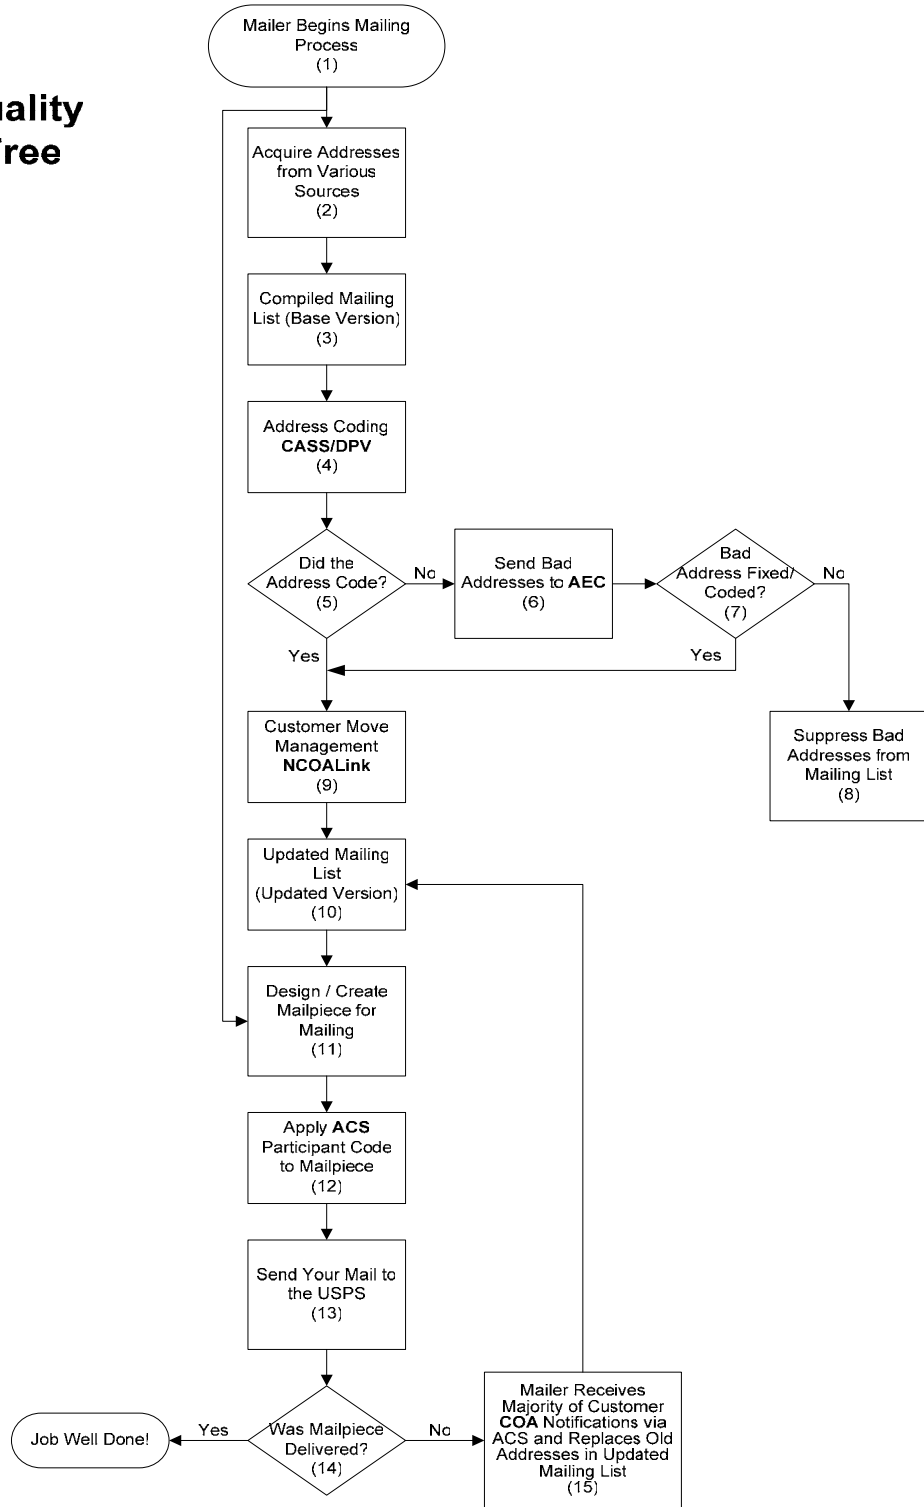 Mailer Begins Mailing
Process
(1)
uality
Tree
Acquire Addresses
from Various
Sources
(2)
Compiled Mailing
List (Base Version)
(3)
Address Coding
CASS/DPV
(4)
Did the
Address Code?
(5)
No
Send Bad
Addresses to AEC
(6)
Bad
Address Fixed/
Coded?
(7)
No
Yes
Yes
Customer Move
Management
NCOALink
(9)
Suppress Bad
Addresses from
Mailing List
(8)
Updated Mailing
List
(Updated Version)
(10)
Design / Create
Mailpiece for
Mailing
(11)
Apply ACS
Participant Code
to Mailpiece
(12)
Send Your Mail to
the USPS
(13)
Was Mailpiece
Delivered?
(14)
Yes
Job Well Done!
No
Mailer Receives
Majority of Customer
COA Notifications via
ACS and Replaces Old
Addresses in Updated
Mailing List
(15)